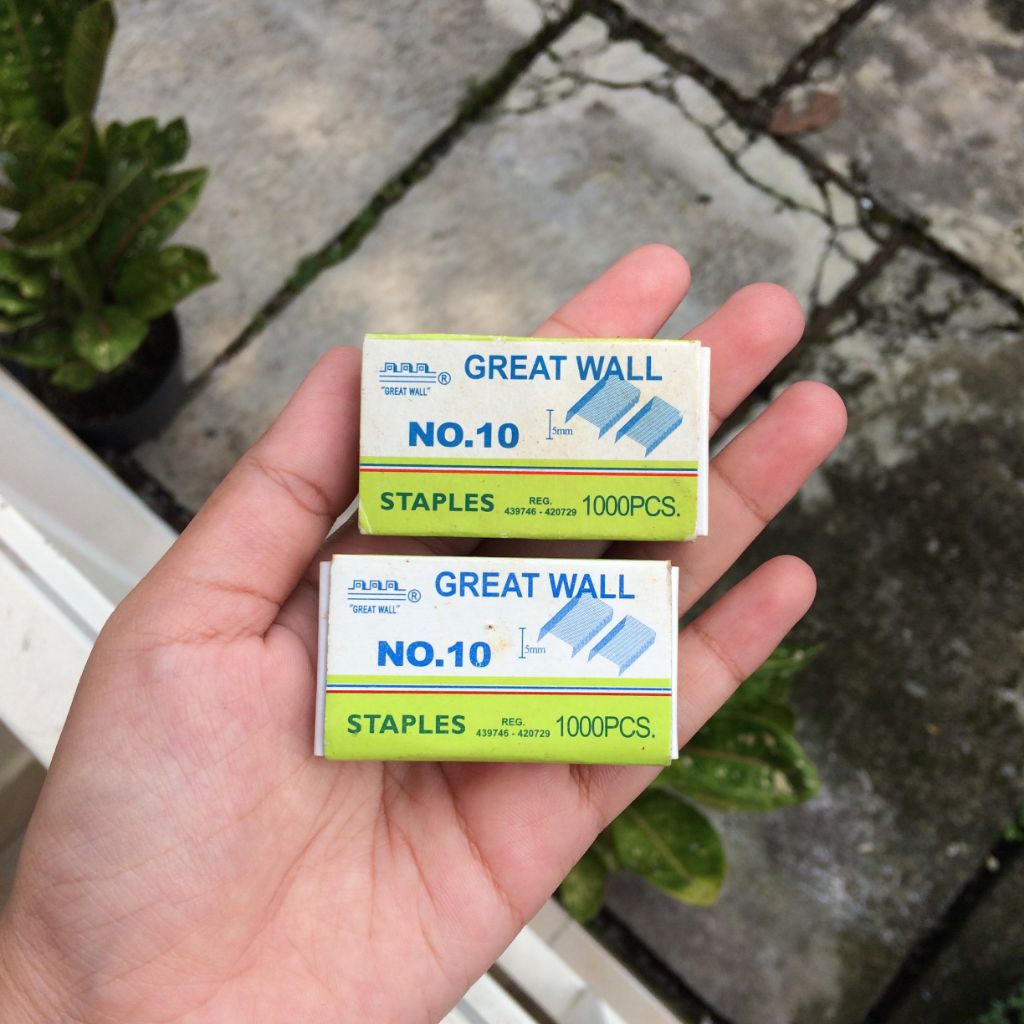 GREAT WALL
® "GREAT WALL"
NO.10
5mm
STAPLES REG. 439746 - 420729 1000PCS.
GREAT WALL
® "GREAT WALL"
NO.10
5mm
STAPLES REG. 439746 - 420729 1000PCS.